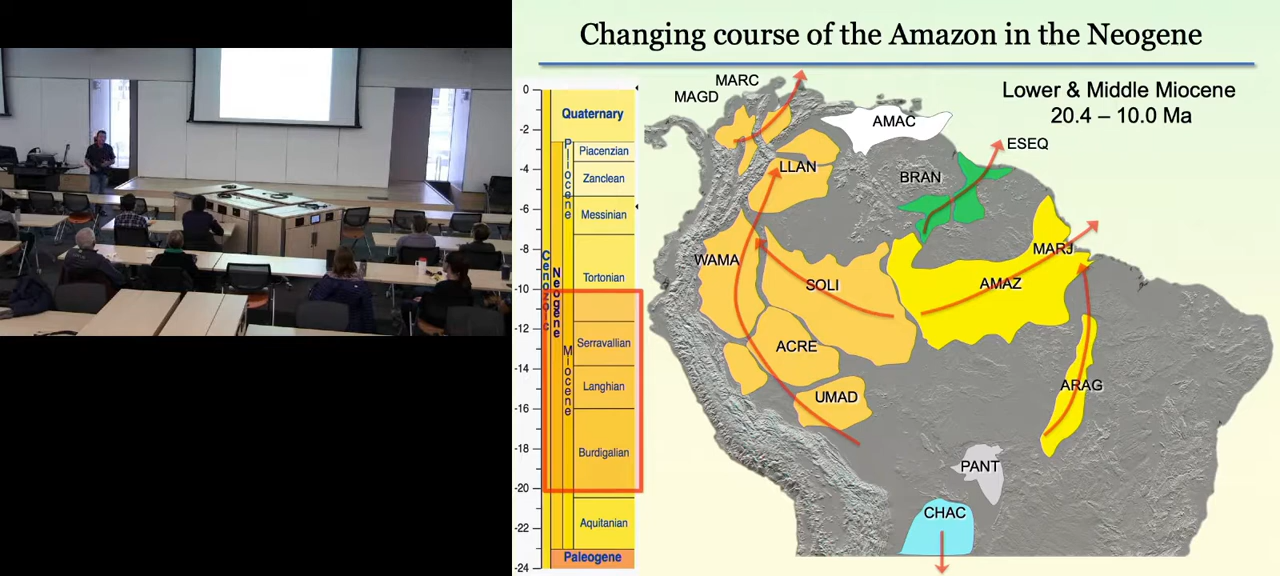 Changing course of the Amazon in the Neogene
Lower & Middle Miocene
20.4 – 10.0 Ma
0
-2
-4
-6
-8
-10
-12
-14
-16
-18
-20
-22
-24
Cenozoic
Neogene
Pliocene
Miocene
Quaternary
Piacenzian
Zanclean
Messinian
Tortonian
Serravallian
Langhian
Burdigalian
Aquitanian
Paleogene
MARC
MAGD
AMAC
ESEQ
LLAN
BRAN
WAMA
MARJ
SOLI
AMAZ
ACRE
ARAG
UMAD
PANT
CHAC